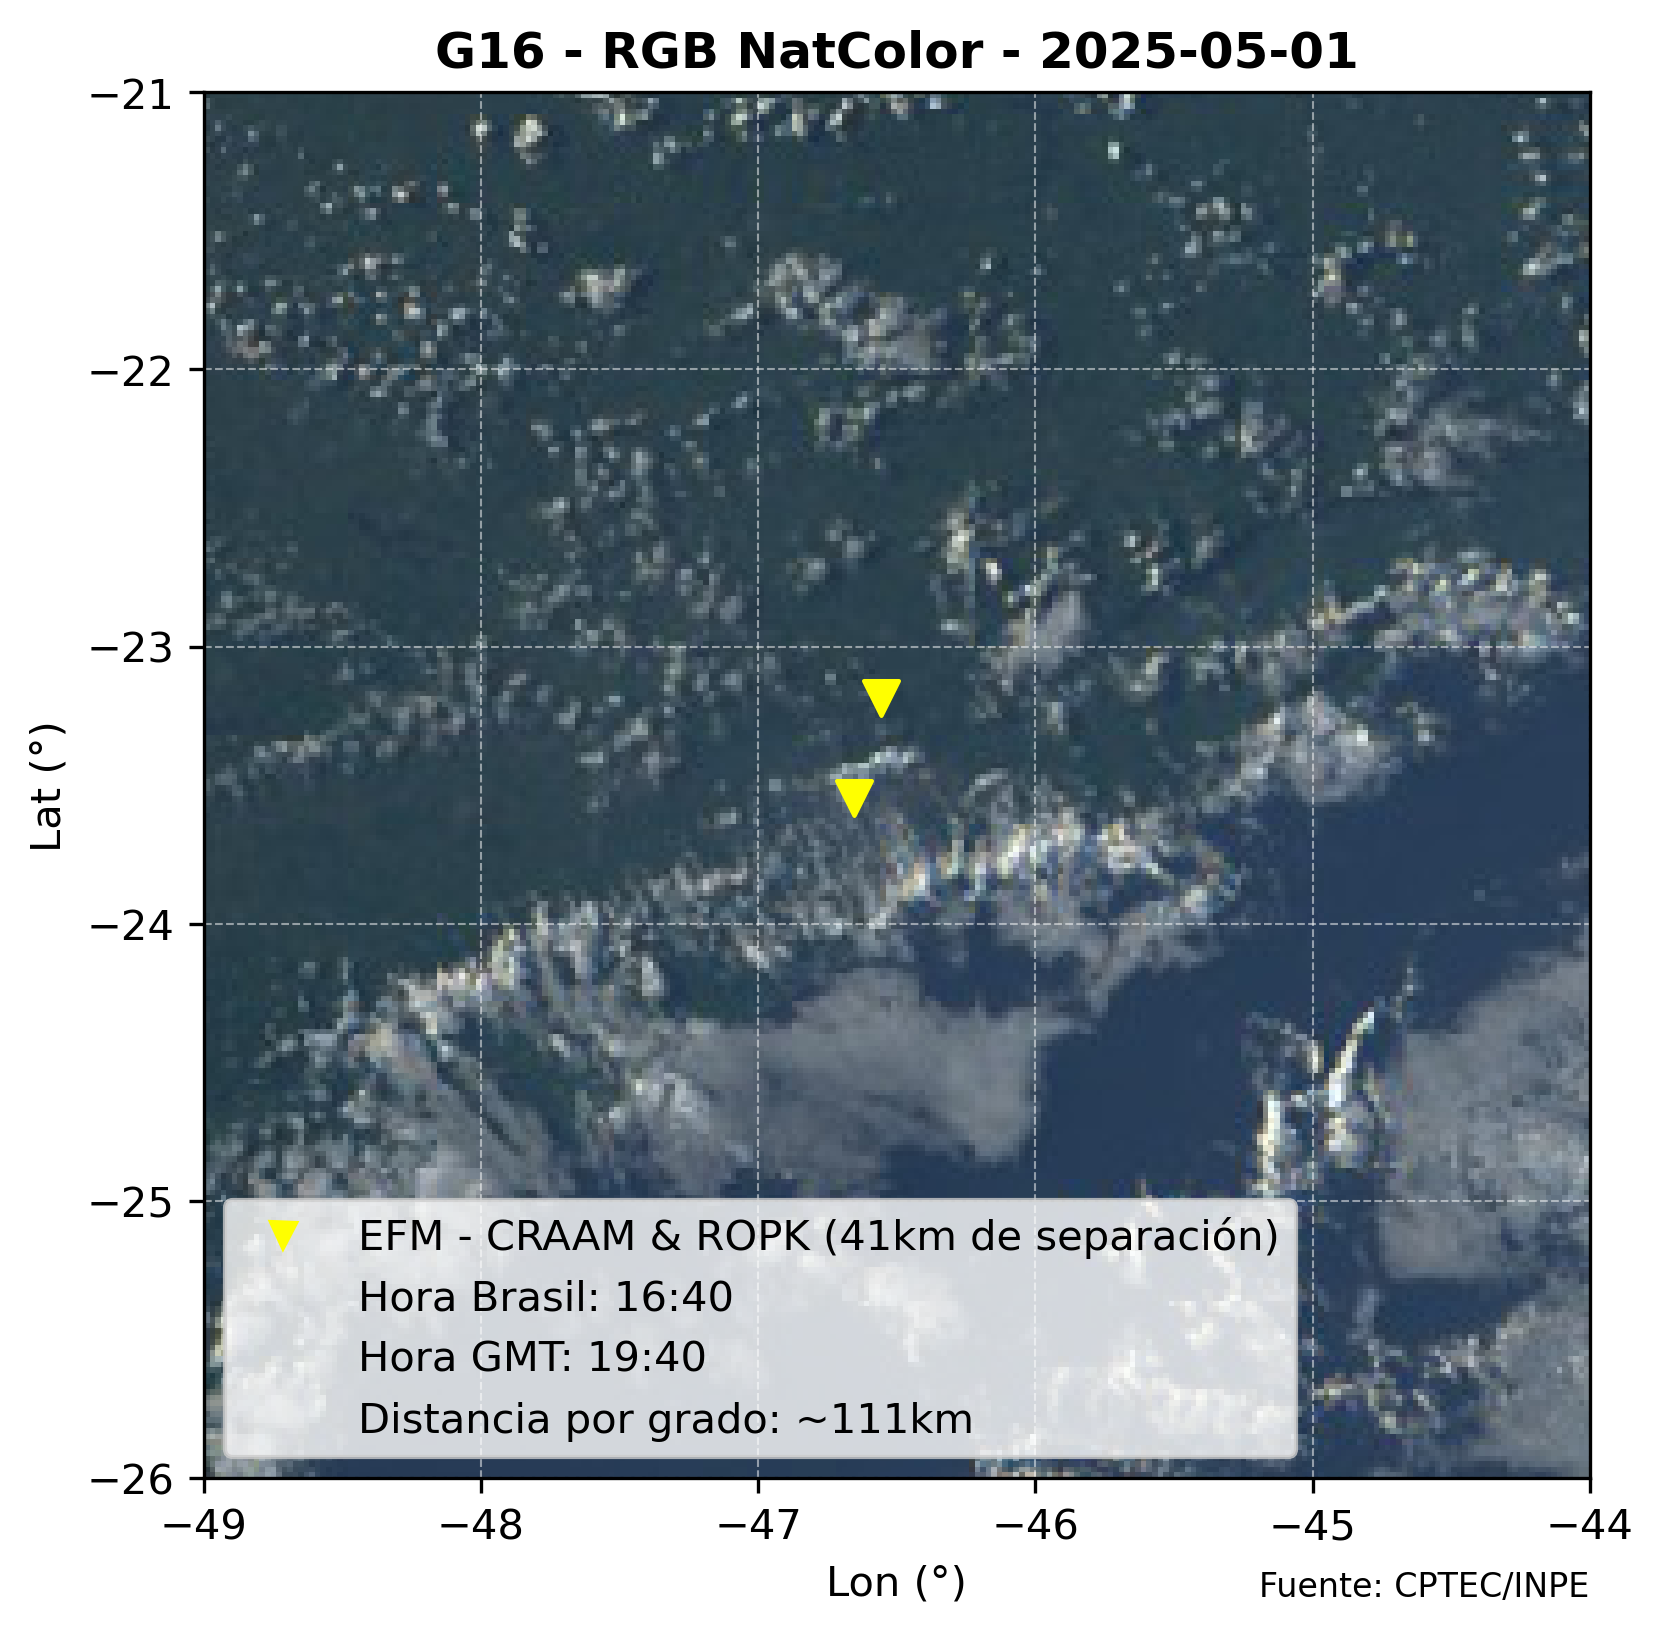 G16 - RGB NatColor - 2025-05-01
−21
−22
−23
−24
−25
−26
Lat (°)
EFM - CRAAM & ROPK (41km de separación)
Hora Brasil: 16:40
Hora GMT: 19:40
Distancia por grado: ~111km
−49 −48 −47 −46 −45 −44
Lon (°)
Fuente: CPTEC/INPE